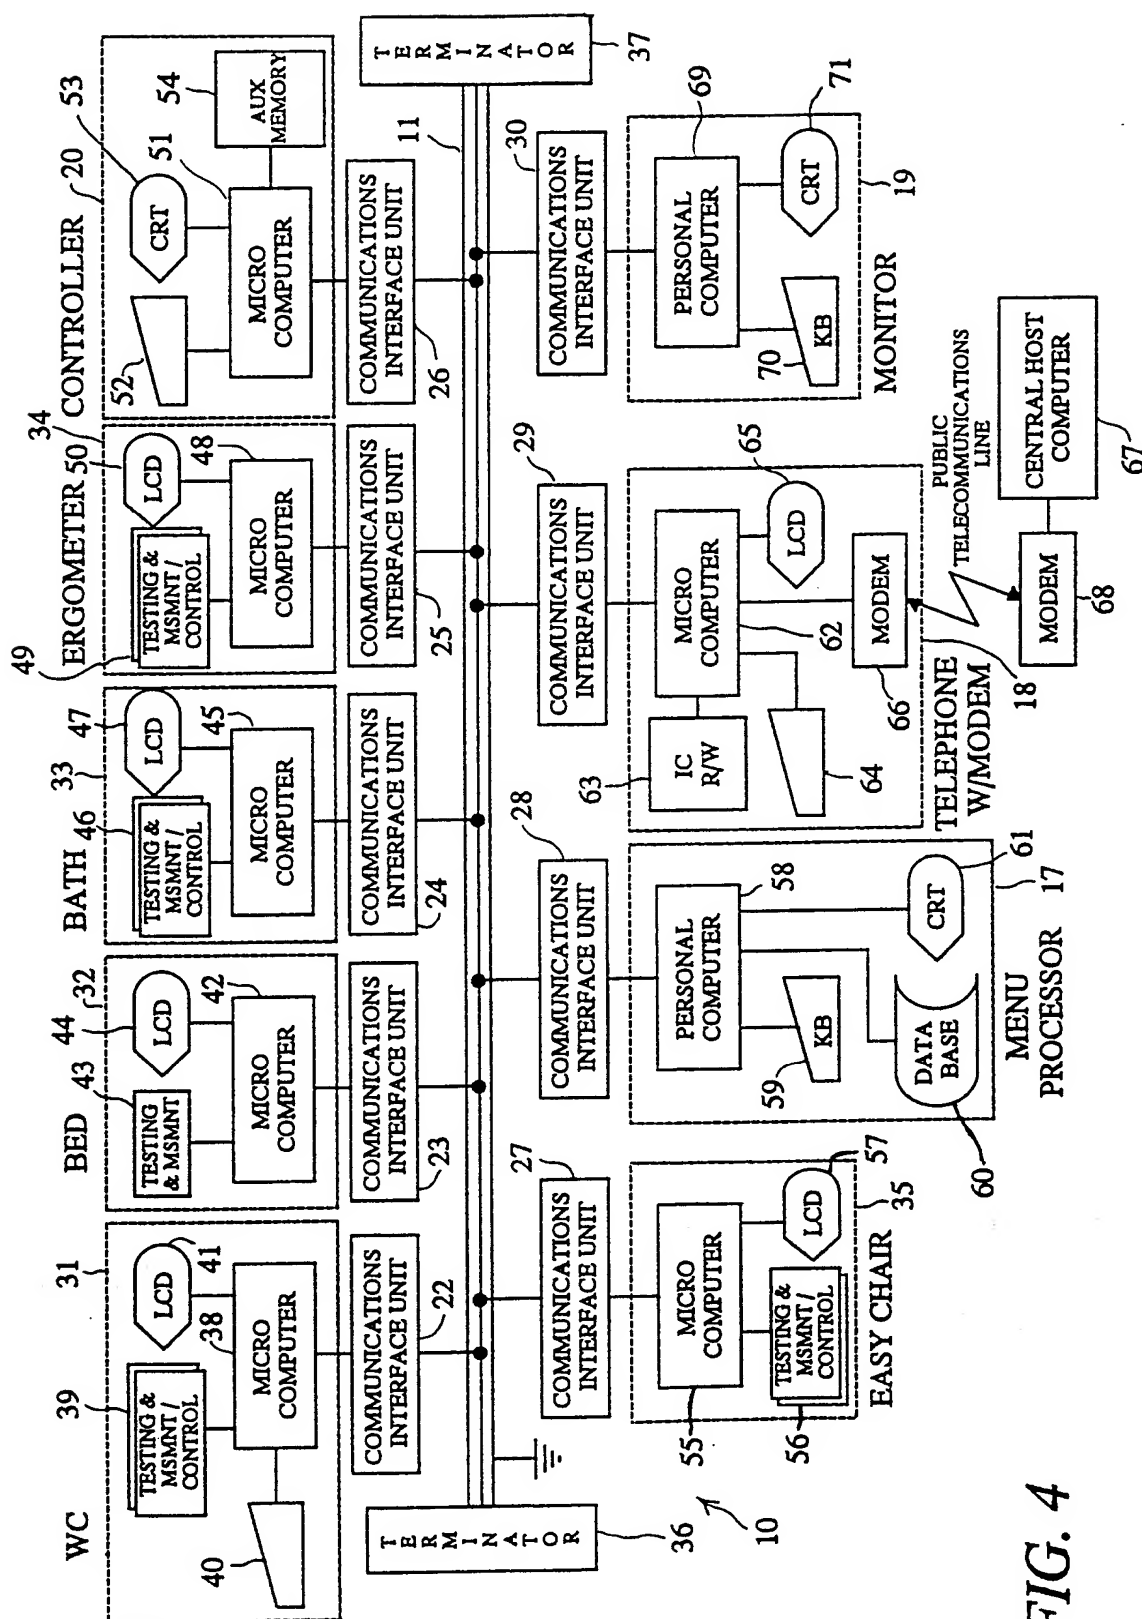 WC
31
39
TESTING &
MSMNT /
CONTROL
LCD
41
38
MICRO
COMPUTER
40
COMMUNICATIONS
INTERFACE UNIT
22
BED
32
43
44
TESTING
& MSMNT
LCD
42
MICRO
COMPUTER
COMMUNICATIONS
INTERFACE UNIT
23
BATH
33
46
47
TESTING &
MSMNT /
CONTROL
LCD
45
MICRO
COMPUTER
COMMUNICATIONS
INTERFACE UNIT
24
ERGOMETER
34
49
50
TESTING &
MSMNT /
CONTROL
LCD
48
MICRO
COMPUTER
COMMUNICATIONS
INTERFACE UNIT
25
CONTROLLER
20
53
54
52
CRT
51
AUX
MEMORY
MICRO
COMPUTER
COMMUNICATIONS
INTERFACE UNIT
26
TERMINATOR
36
11
TERMINATOR
37
10
27
COMMUNICATIONS
INTERFACE UNIT
55
MICRO
COMPUTER
56
TESTING &
MSMNT /
CONTROL
LCD
57
35
EASY CHAIR
28
COMMUNICATIONS
INTERFACE UNIT
PERSONAL
COMPUTER
58
59
KB
DATA
BASE
60
CRT
61
17
MENU
PROCESSOR
29
COMMUNICATIONS
INTERFACE UNIT
63
IC
R/W
MICRO
COMPUTER
62
64
LCD
65
MODEM
66
18
TELEPHONE
W/MODEM
PUBLIC
TELECOMMUNICATIONS
LINE
MODEM
68
CENTRAL HOST
COMPUTER
67
30
COMMUNICATIONS
INTERFACE UNIT
PERSONAL
COMPUTER
69
70
KB
CRT
71
19
MONITOR
FIG. 4